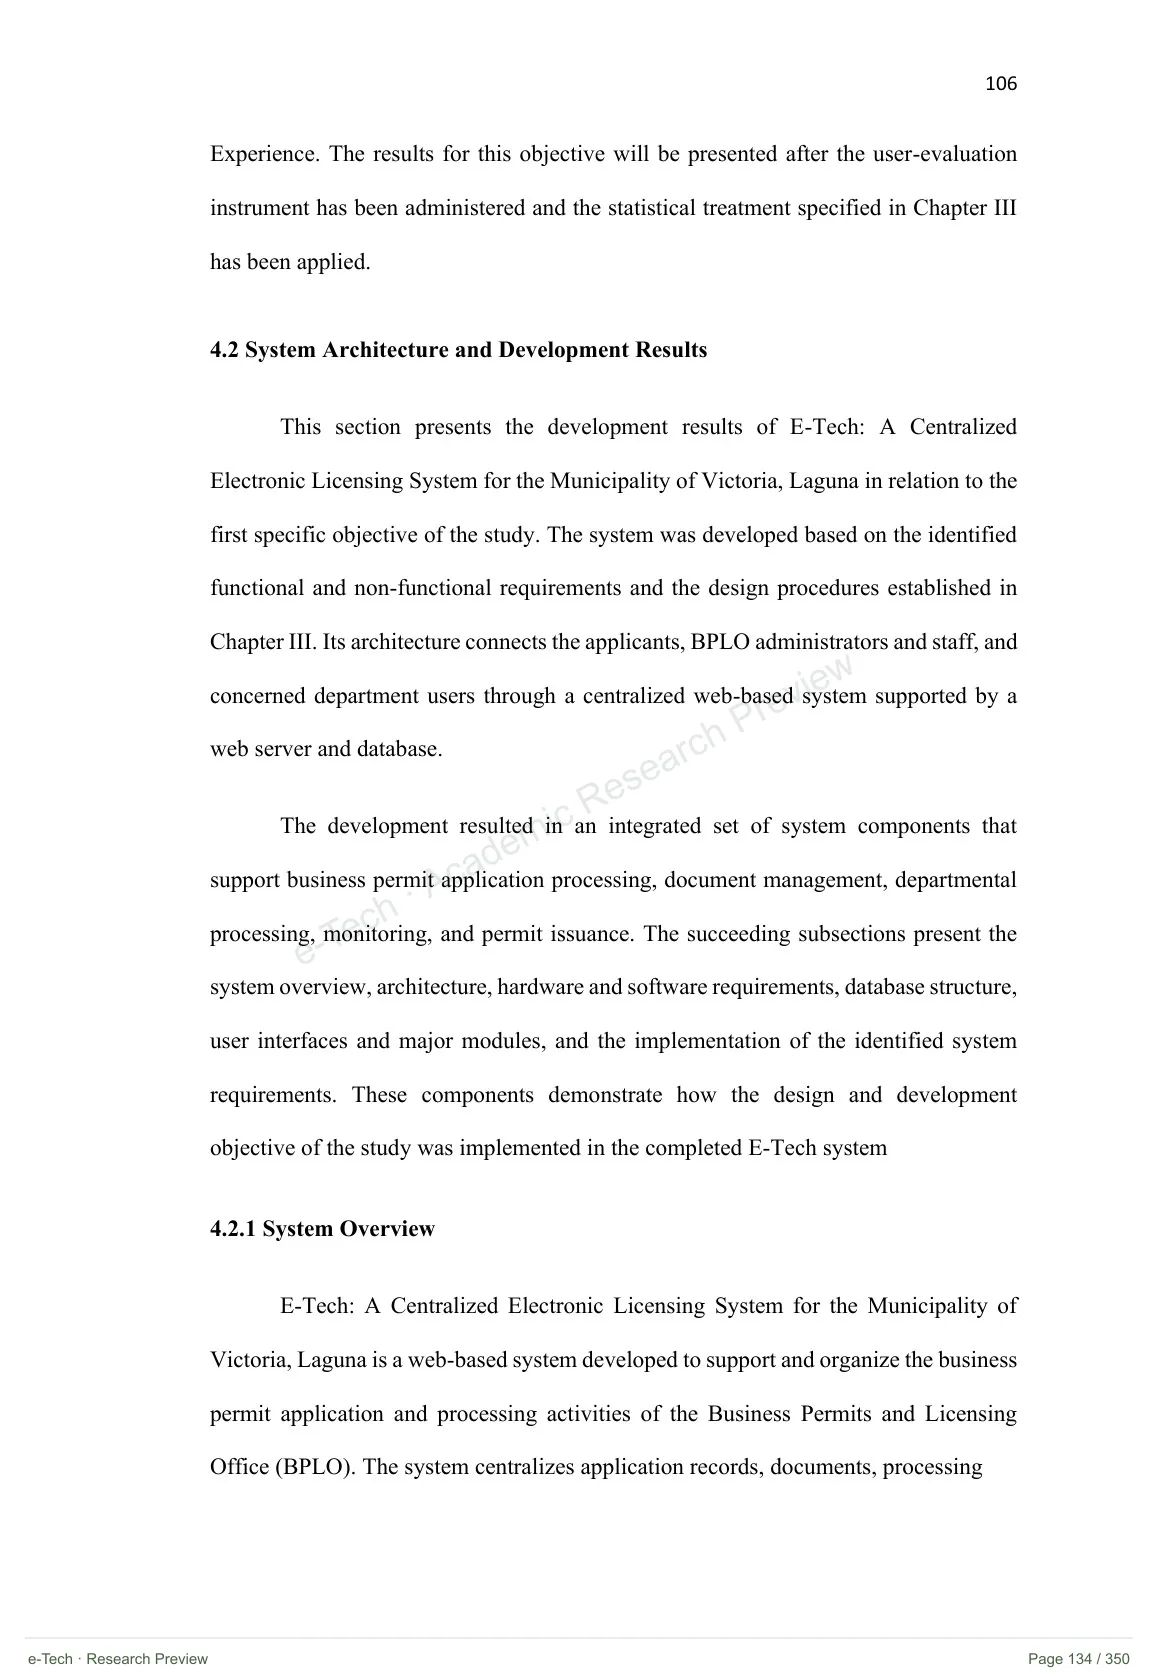 106
Experience. The results for this objective will be presented after the user-evaluation
instrument has been administered and the statistical treatment specified in Chapter III
has been applied.
4.2 System Architecture and Development Results
This section presents the development results of E-Tech: A Centralized
Electronic Licensing System for the Municipality of Victoria, Laguna in relation to the
first specific objective of the study. The system was developed based on the identified
functional and non-functional requirements and the design procedures established in
Chapter III. Its architecture connects the applicants, BPLO administrators and staff, and
concerned department users through a centralized web-based system supported by a
web server and database.
The development resulted in an integrated set of system components that
support business permit application processing, document management, departmental
processing, monitoring, and permit issuance. The succeeding subsections present the
system overview, architecture, hardware and software requirements, database structure,
user interfaces and major modules, and the implementation of the identified system
requirements. These components demonstrate how the design and development
objective of the study was implemented in the completed E-Tech system
4.2.1 System Overview
E-Tech: A Centralized Electronic Licensing System for the Municipality of
Victoria, Laguna is a web-based system developed to support and organize the business
permit application and processing activities of the Business Permits and Licensing
Office (BPLO). The system centralizes application records, documents, processing
e-Tech · Academic Research Preview
e-Tech · Research Preview
Page 134 / 350